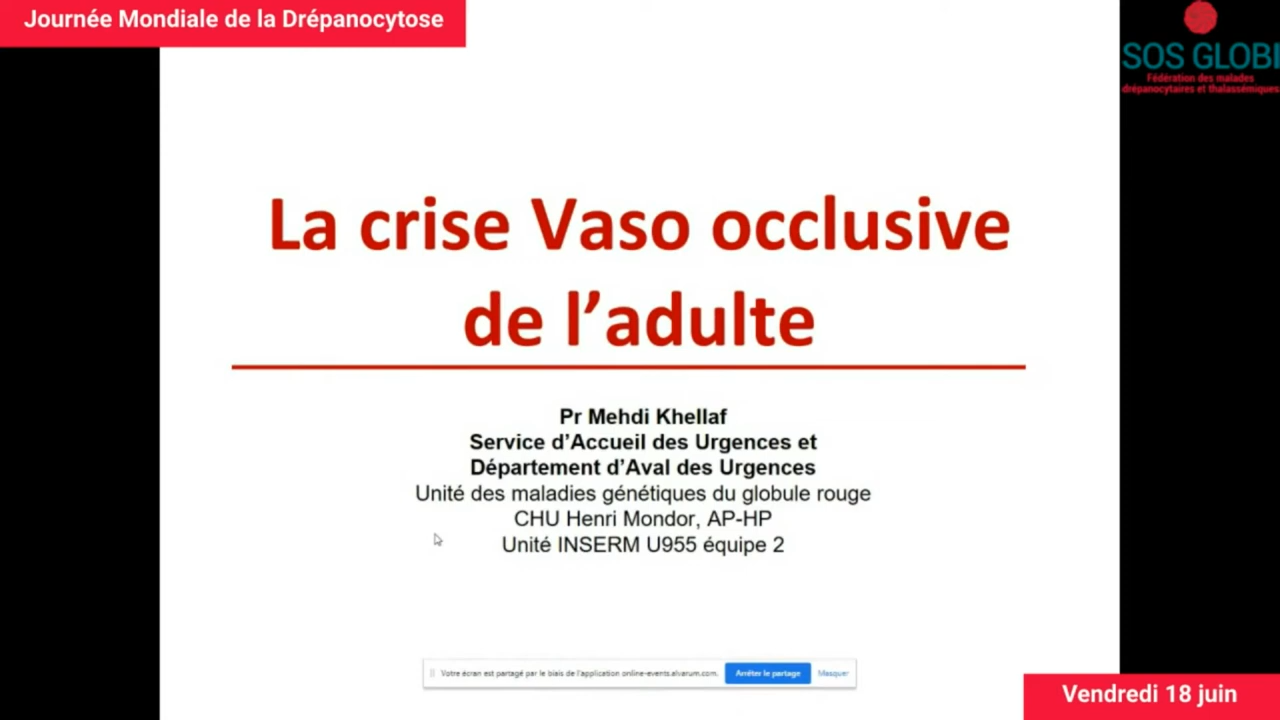 Journée Mondiale de la Drépanocytose
SOS GLOBI
Fédération des malades
drépanocytaires et thalassémiques
La crise Vaso occlusive
de l’adulte
Pr Mehdi Khellaf
Service d’Accueil des Urgences et
Département d’Aval des Urgences
Unité des maladies génétiques du globule rouge
CHU Henri Mondor, AP-HP
Unité INSERM U955 équipe 2
Votre écran est partagé par le biais de l'application online-events.alvarum.com. Arrêter le partage Masquer
Vendredi 18 juin